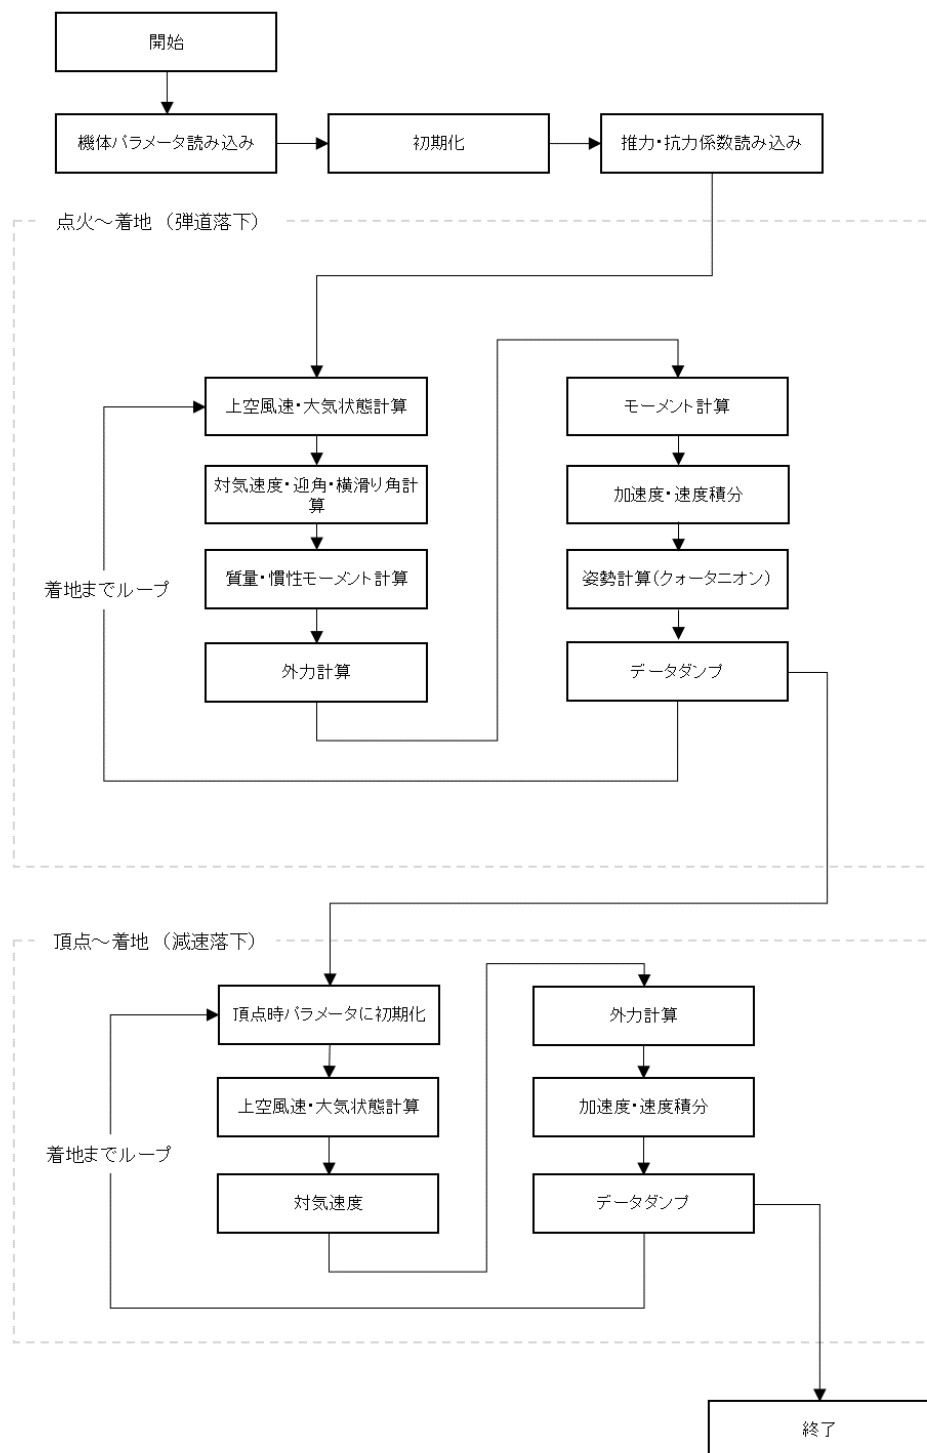 開始
機体パラメータ読み込み
初期化
推力・抗力係数読み込み
点火～着地 （弾道落下）
上空風速・大気状態計算
対気速度・迎角・横滑り角計
算
質量・慣性モーメント計算
外力計算
モーメント計算
加速度・速度積分
姿勢計算(クォータニオン)
データダンプ
着地までループ
頂点～着地 （減速落下）
頂点時パラメータに初期化
上空風速・大気状態計算
対気速度
外力計算
加速度・速度積分
データダンプ
着地までループ
終了